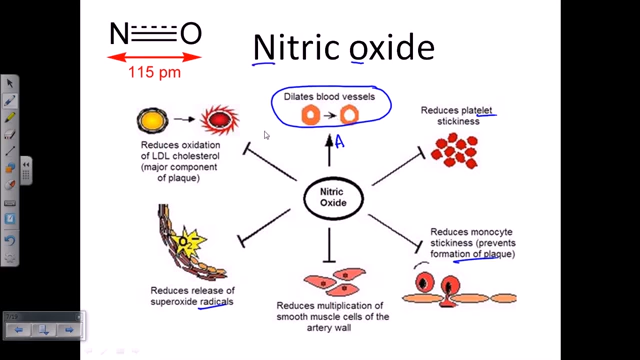 N O
Nitric oxide
115 pm
Dilates blood vessels
Reduces platelet
stickiness
A
Reduces oxidation
of LDL cholesterol
(major component
of plaque)
Nitric
Oxide
O2-
Reduces monocyte
stickiness (prevents
formation of plaque)
Reduces release of
superoxide radicals
Reduces multiplication of
smooth muscle cells of the
artery wall